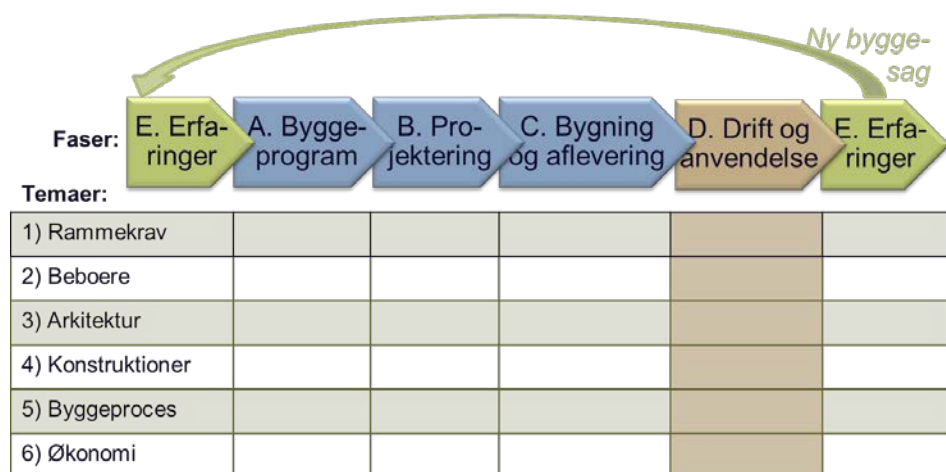 Ny bygge-
sag
Faser:
E. Erfa-
ringer
A. Bygge-
program
B. Pro-
jektering
C. Bygning
og aflevering
D. Drift og
anvendelse
E. Erfa-
ringer
Temaer:
1) Rammekrav
2) Beboere
3) Arkitektur
4) Konstruktioner
5) Byggeproces
6) Økonomi